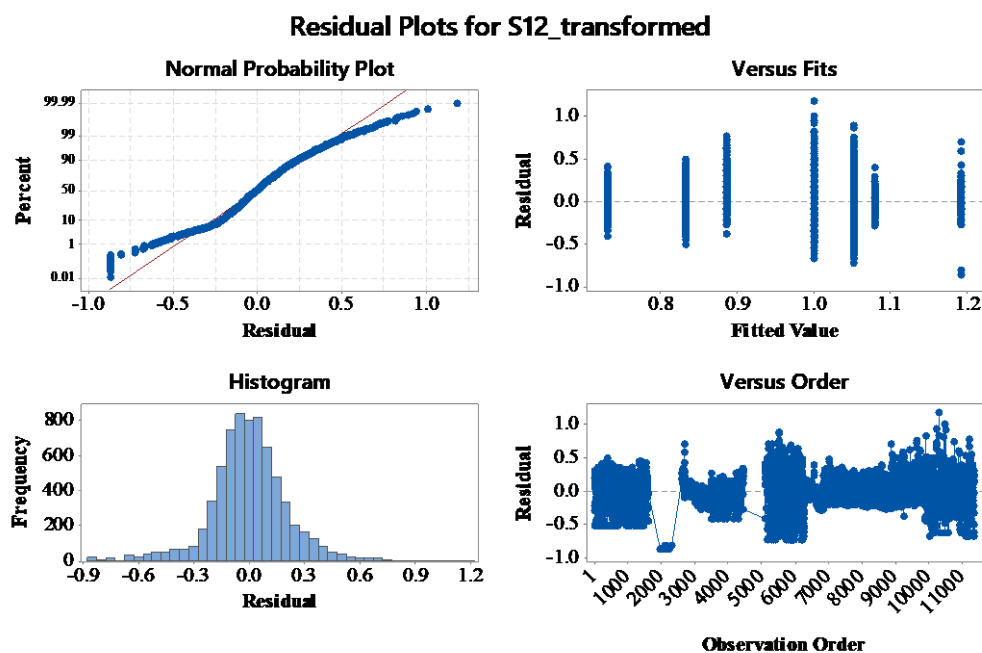 Residual Plots for S12_transformed
Normal Probability Plot
99.99
99
90
50
10
1
0.01
Percent
-1.0 -0.5 0.0 0.5 1.0
Residual
Versus Fits
1.0
0.5
0.0
-0.5
-1.0
Residual
0.8 0.9 1.0 1.1 1.2
Fitted Value
Histogram
800
600
400
200
0
Frequency
-0.9 -0.6 -0.3 0.0 0.3 0.6 0.9 1.2
Residual
Versus Order
1.0
0.5
0.0
-0.5
-1.0
Residual
1 1000 2000 3000 4000 5000 6000 7000 8000 9000 10000 11000
Observation Order